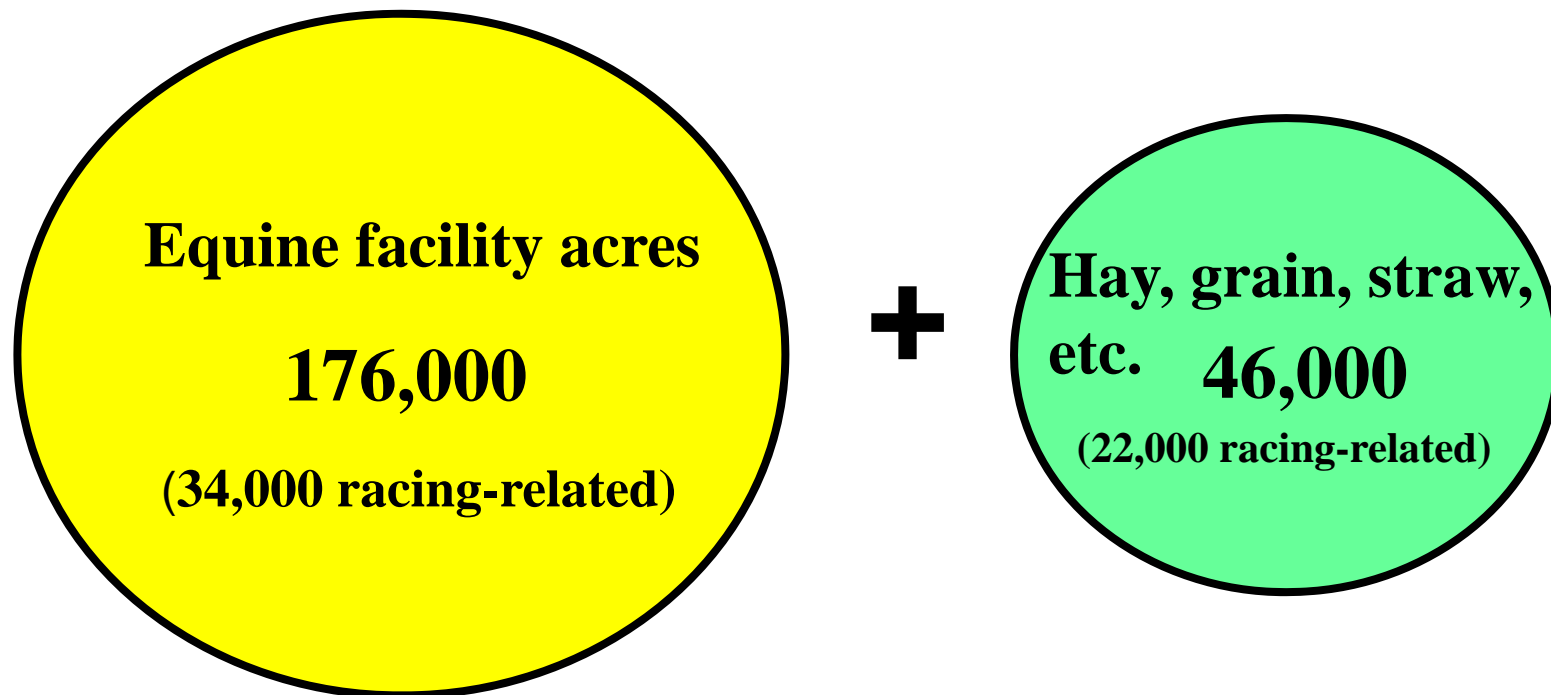 Equine facility acres
176,000
(34,000 racing-related)
+
Hay, grain, straw,
etc. 46,000
(22,000 racing-related)